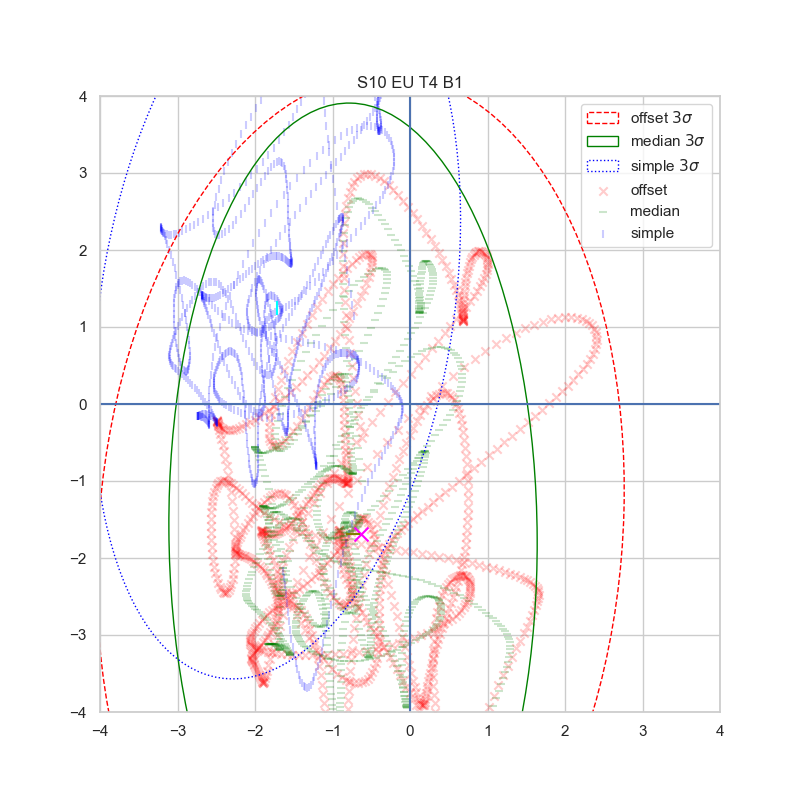 S10 EU T4 B1
offset 3σ
median 3σ
simple 3σ
offset
median
simple
4
3
2
1
0
−1
−2
−3
−4
−4 −3 −2 −1 0 1 2 3 4